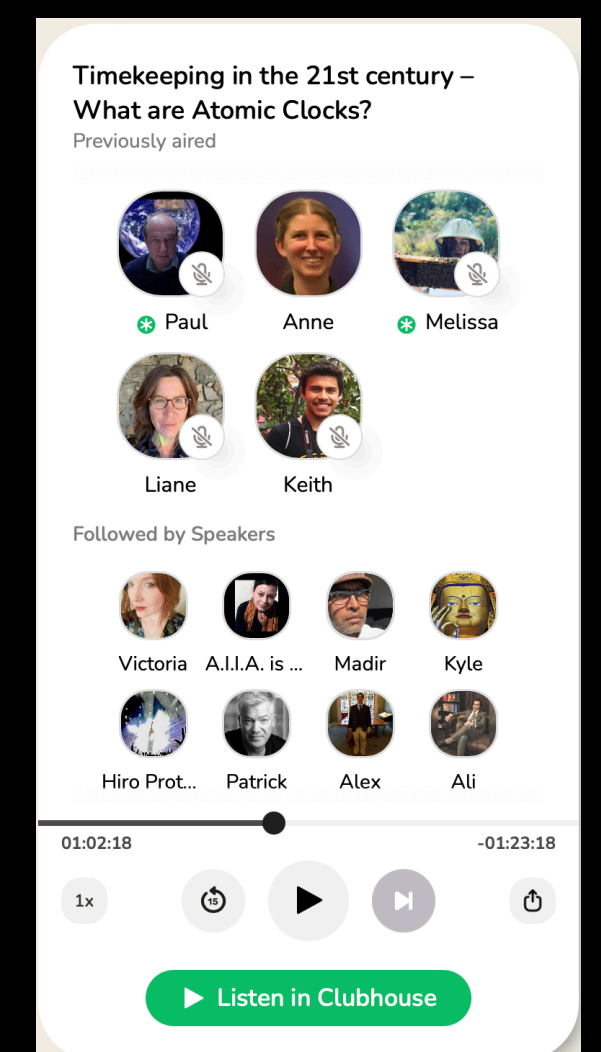 Timekeeping in the 21st century –
What are Atomic Clocks?
Previously aired
Paul Anne Melissa
Liane Keith
Followed by Speakers
Victoria A.I.I.A. is ... Madir Kyle
Hiro Prot... Patrick Alex Ali
01:02:18 -01:23:18
1x 15
Listen in Clubhouse